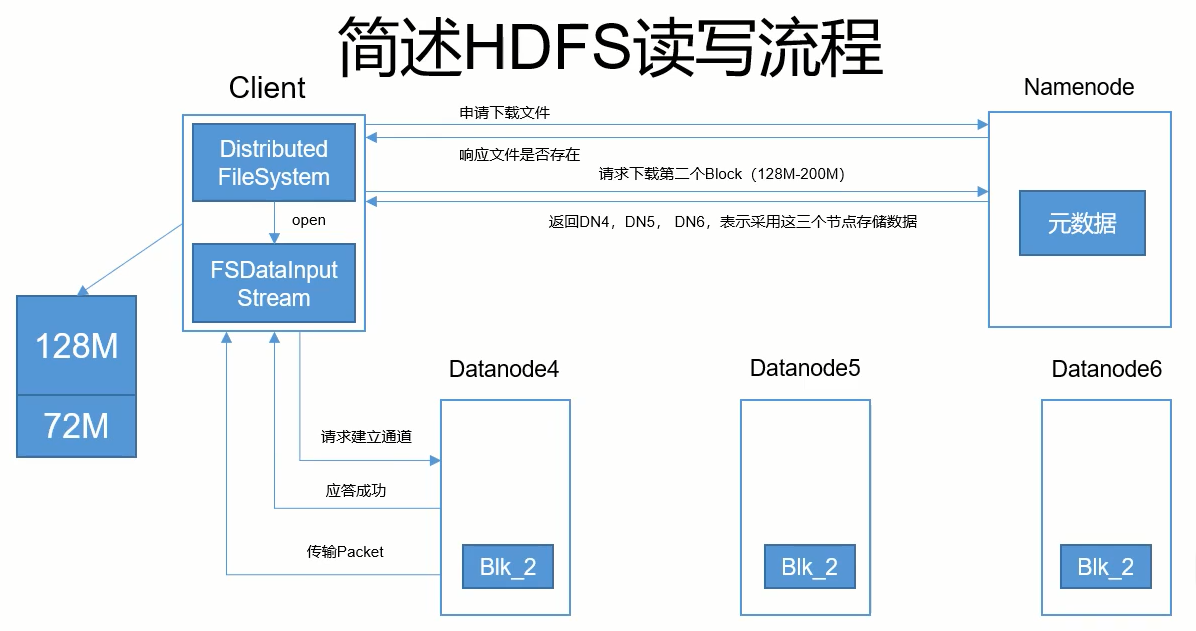 简述HDFS读写流程
Client
Namenode
申请下载文件
Distributed
FileSystem
响应文件是否存在
请求下载第二个Block（128M-200M）
open
返回DN4，DN5， DN6，表示采用这三个节点存储数据
元数据
FSDataInput
Stream
128M
72M
Datanode4
Datanode5
Datanode6
请求建立通道
应答成功
传输Packet
Blk_2
Blk_2
Blk_2